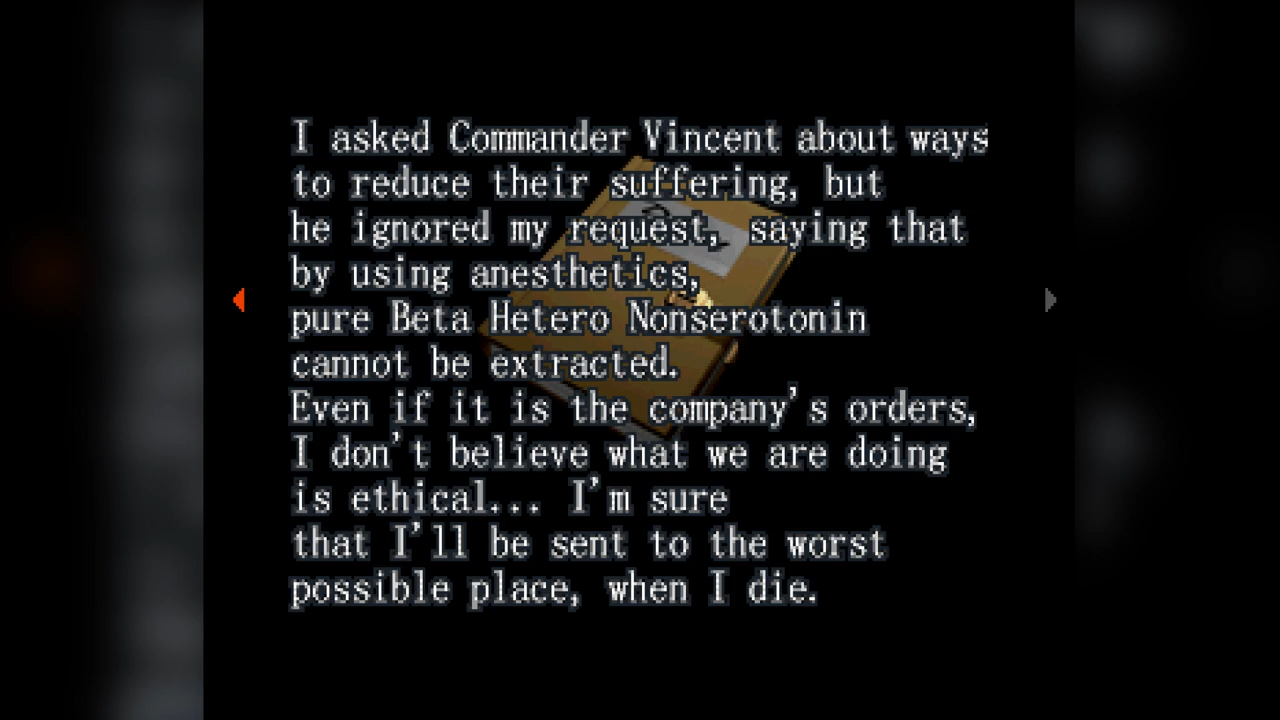 I asked Commander Vincent about ways
to reduce their suffering, but
he ignored my request, saying that
by using anesthetics,
pure Beta Hetero Nonserotonin
cannot be extracted.
Even if it is the company's orders,
I don't believe what we are doing
is ethical... I'm sure
that I'll be sent to the worst
possible place, when I die.